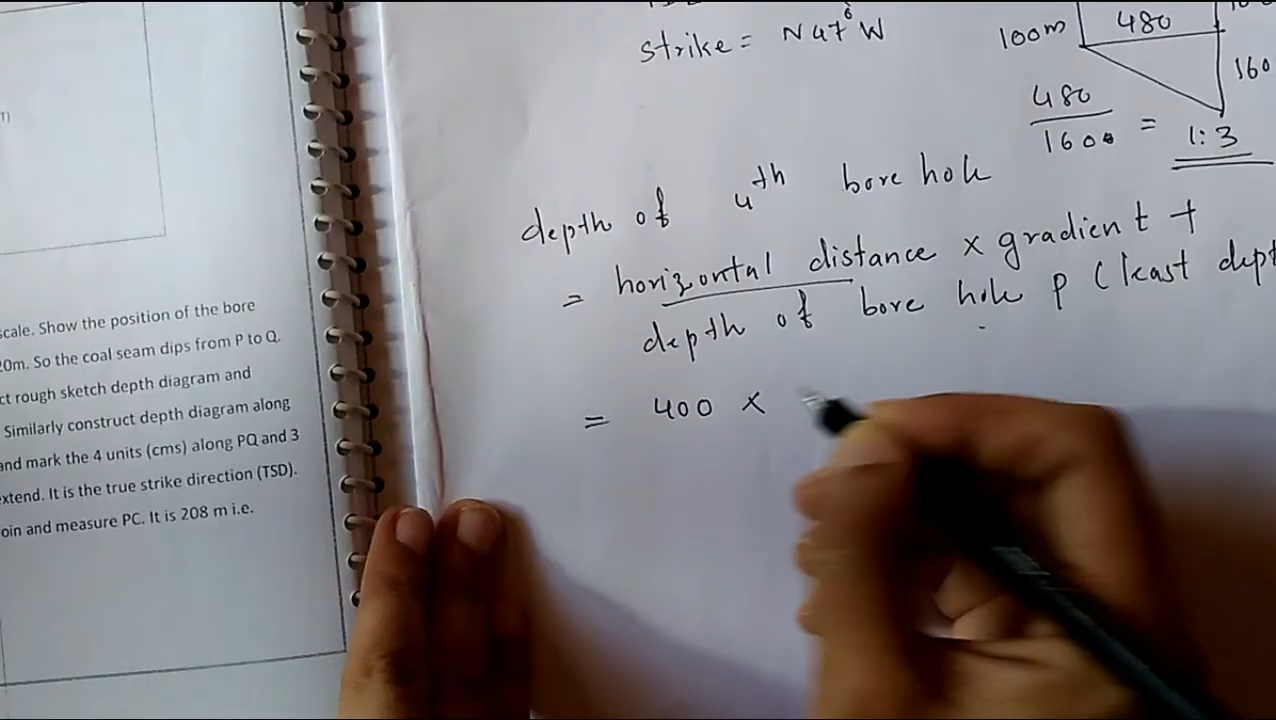 T)
scale. Show the position of the bore
20m. So the coal seam dips from P to Q.
ct rough sketch depth diagram and
Similarly construct depth diagram along
and mark the 4 units (cms) along PQ and 3
extend. It is the true strike direction (TSD).
oin and measure PC. It is 208 m i.e.
strike = N 47° W
100m 480
160
480
1600 = 1:3
depth of 4th bore hole
= horizontal distance x gradient +
depth of bore hole P (least dept
= 400 x